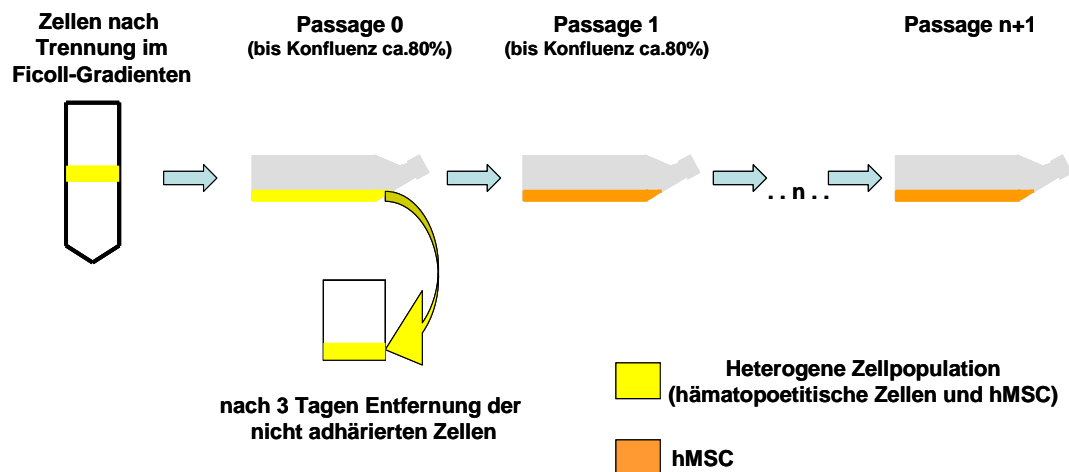 Zellen nach
Trennung im
Ficoll-Gradienten
Passage 0
(bis Konfluenz ca.80%)
Passage 1
(bis Konfluenz ca.80%)
Passage n+1
. . n . .
nach 3 Tagen Entfernung der
nicht adhärierten Zellen
Heterogene Zellpopulation
(hämatopoetitische Zellen und hMSC)
hMSC